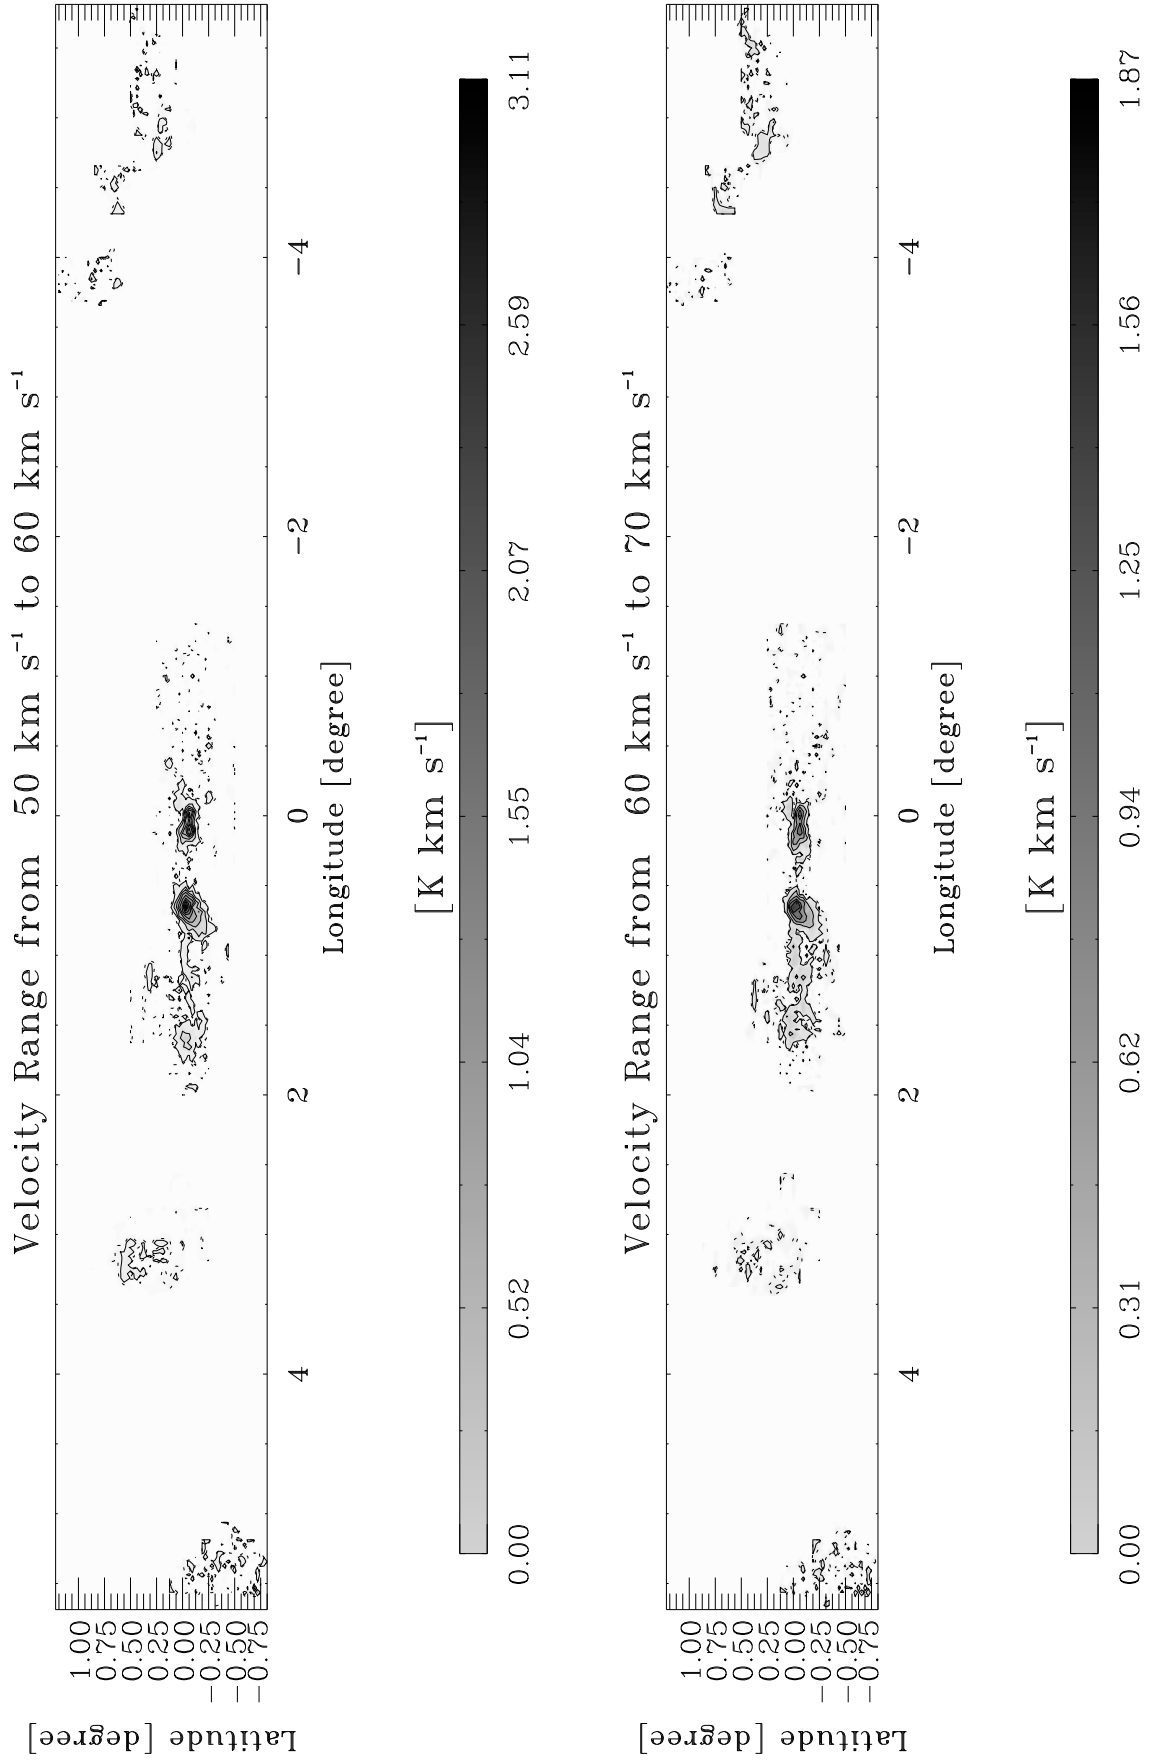 Velocity Range from 50 km s⁻¹ to 60 km s⁻¹
Latitude [degree]
1.00
0.75
0.50
0.25
0.00
−0.25
−0.50
−0.75
4 2 0 −2 −4
Longitude [degree]
[K km s⁻¹]
0.00 0.52 1.04 1.55 2.07 2.59 3.11
Velocity Range from 60 km s⁻¹ to 70 km s⁻¹
Latitude [degree]
1.00
0.75
0.50
0.25
0.00
−0.25
−0.50
−0.75
4 2 0 −2 −4
Longitude [degree]
[K km s⁻¹]
0.00 0.31 0.62 0.94 1.25 1.56 1.87